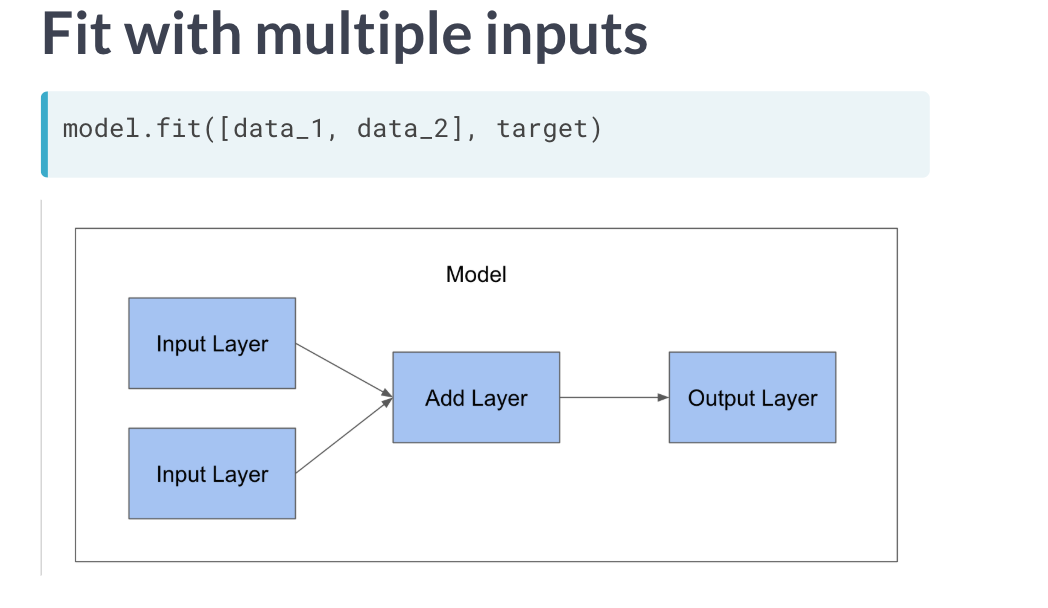 Fit with multiple inputs
model.fit([data_1, data_2], target)
Model
Input Layer
Add Layer
Output Layer
Input Layer